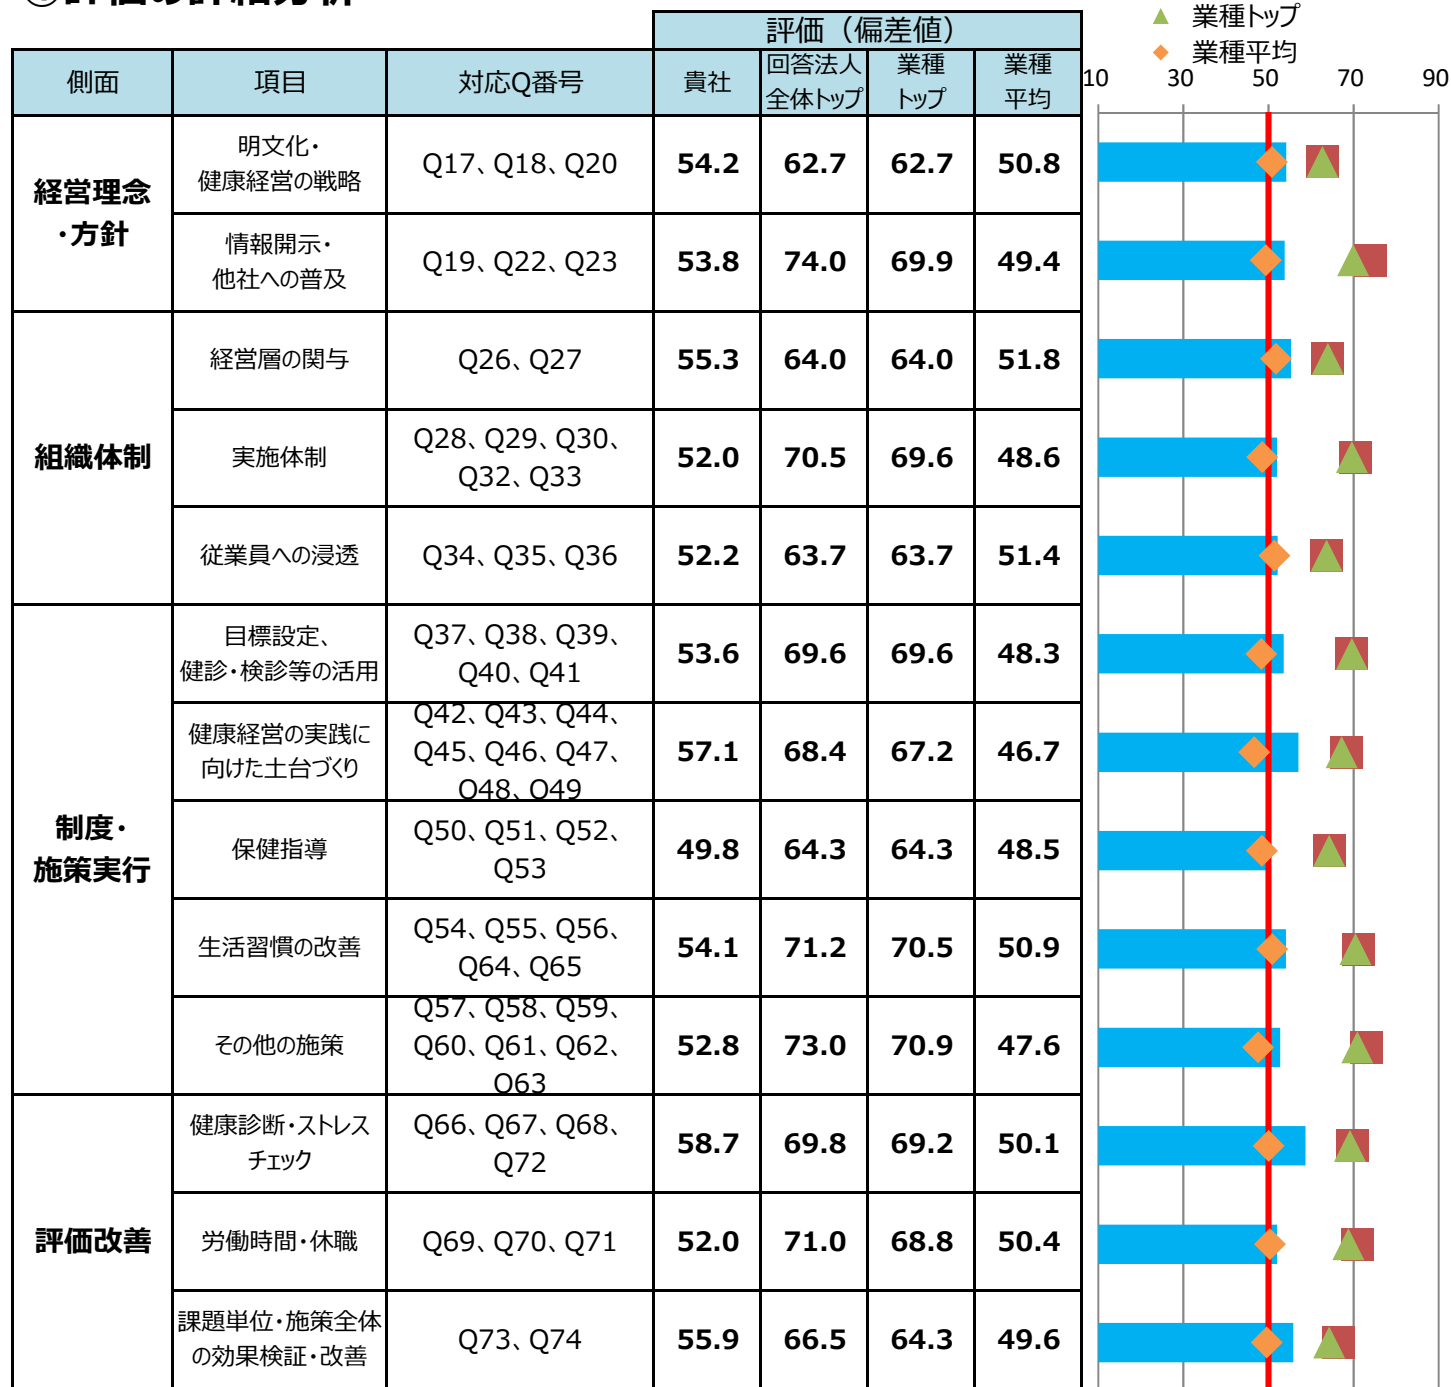 評価の詳細分析
▲ 業種トップ
◆ 業種平均
評価（偏差値）
側面 項目 対応Q番号 貴社 回答法人全体トップ 業種トップ 業種平均
10 30 50 70 90
経営理念・方針
明文化・
健康経営の戦略
Q17、Q18、Q20
54.2 62.7 62.7 50.8
情報開示・
他社への普及
Q19、Q22、Q23
53.8 74.0 69.9 49.4
組織体制
経営層の関与
Q26、Q27
55.3 64.0 64.0 51.8
実施体制
Q28、Q29、Q30、
Q32、Q33
52.0 70.5 69.6 48.6
従業員への浸透
Q34、Q35、Q36
52.2 63.7 63.7 51.4
制度・
施策実行
目標設定、
健診・検診等の活用
Q37、Q38、Q39、
Q40、Q41
53.6 69.6 69.6 48.3
健康経営の実践に
向けた土台づくり
Q42、Q43、Q44、
Q45、Q46、Q47、
Q48、Q49
57.1 68.4 67.2 46.7
保健指導
Q50、Q51、Q52、
Q53
49.8 64.3 64.3 48.5
生活習慣の改善
Q54、Q55、Q56、
Q64、Q65
54.1 71.2 70.5 50.9
その他の施策
Q57、Q58、Q59、
Q60、Q61、Q62、
Q63
52.8 73.0 70.9 47.6
評価改善
健康診断・ストレス
チェック
Q66、Q67、Q68、
Q72
58.7 69.8 69.2 50.1
労働時間・休職
Q69、Q70、Q71
52.0 71.0 68.8 50.4
課題単位・施策全体
の効果検証・改善
Q73、Q74
55.9 66.5 64.3 49.6